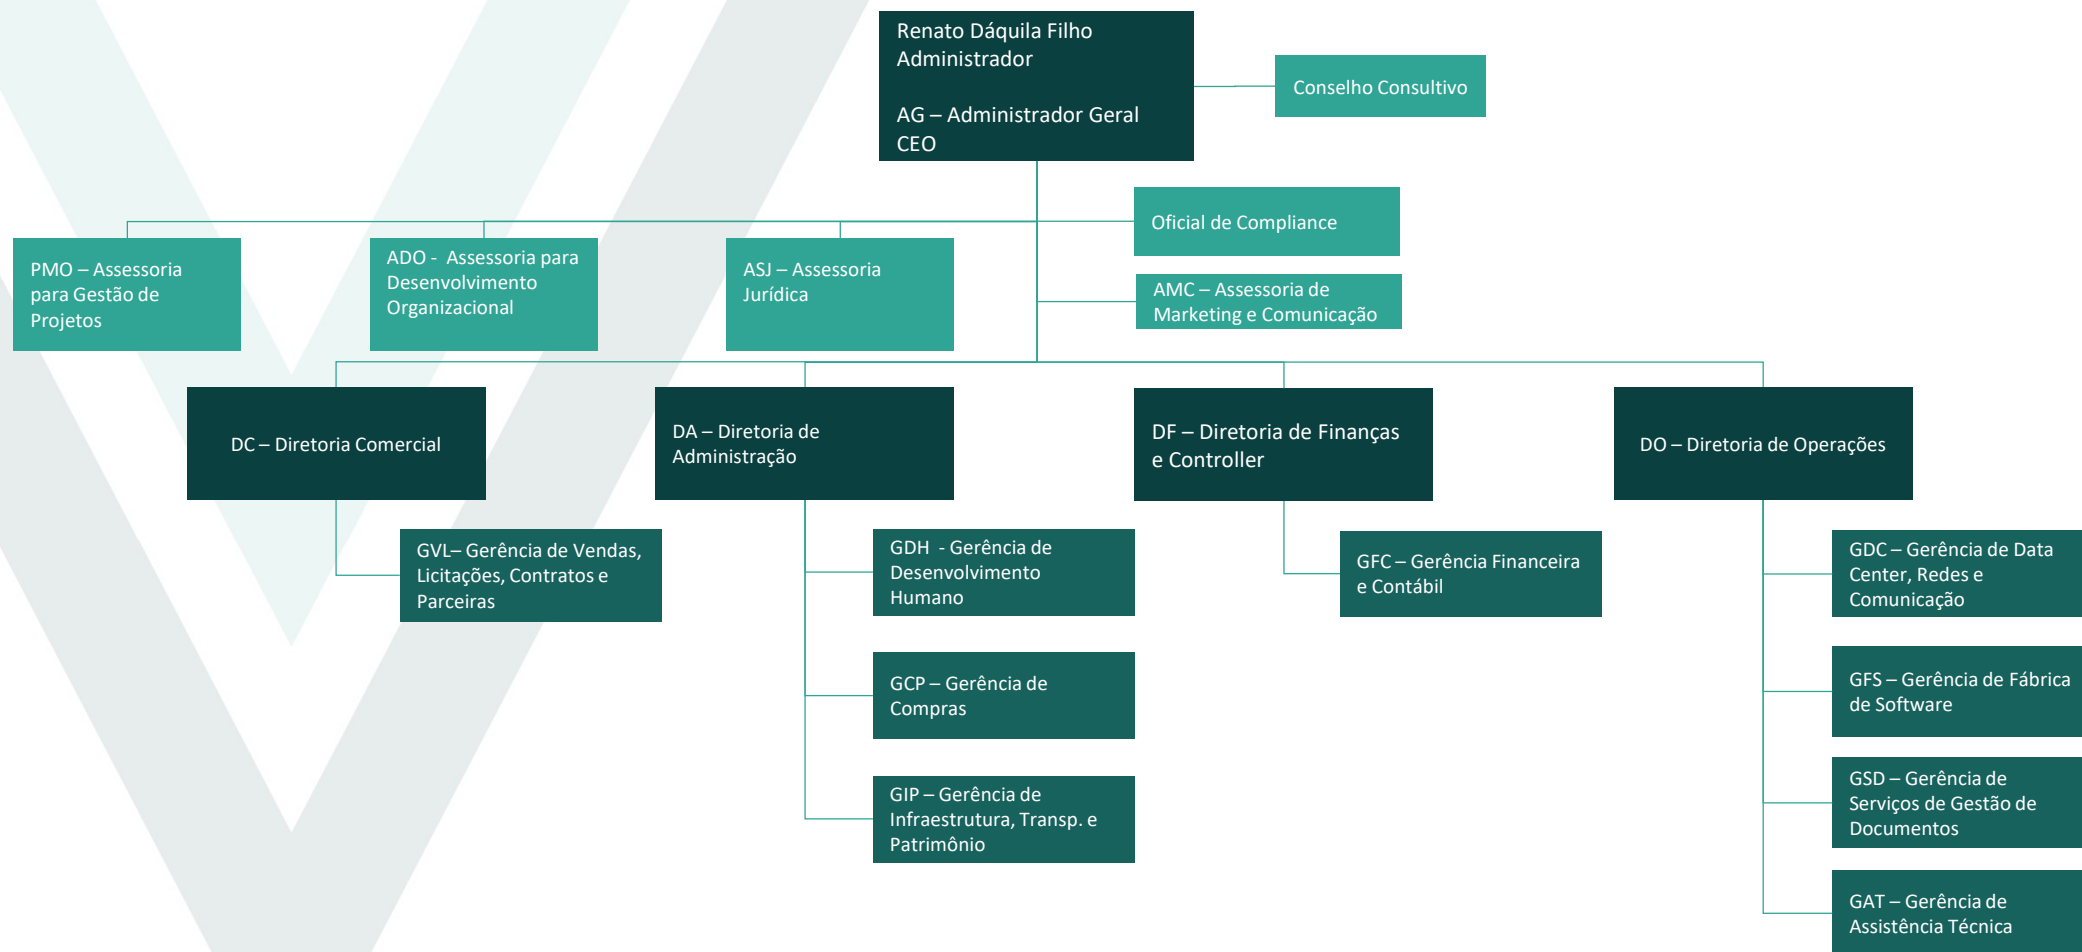 Renato Dáquila Filho
Administrador
AG – Administrador Geral
CEO
Conselho Consultivo
Oficial de Compliance
PMO – Assessoria
para Gestão de
Projetos
ADO -  Assessoria para
Desenvolvimento
Organizacional
ASJ – Assessoria
Jurídica
AMC – Assessoria de
Marketing e Comunicação
DC – Diretoria Comercial
DA – Diretoria de
Administração
DF – Diretoria de Finanças
e Controller
DO – Diretoria de Operações
GVL– Gerência de Vendas,
Licitações, Contratos e
Parceiras
GDH  - Gerência de
Desenvolvimento
Humano
GCP – Gerência de
Compras
GIP – Gerência de
Infraestrutura, Transp. e
Patrimônio
GFC – Gerência Financeira
e Contábil
GDC – Gerência de Data
Center, Redes e
Comunicação
GFS – Gerência de Fábrica
de Software
GSD – Gerência de
Serviços de Gestão de
Documentos
GAT – Gerência de
Assistência Técnica